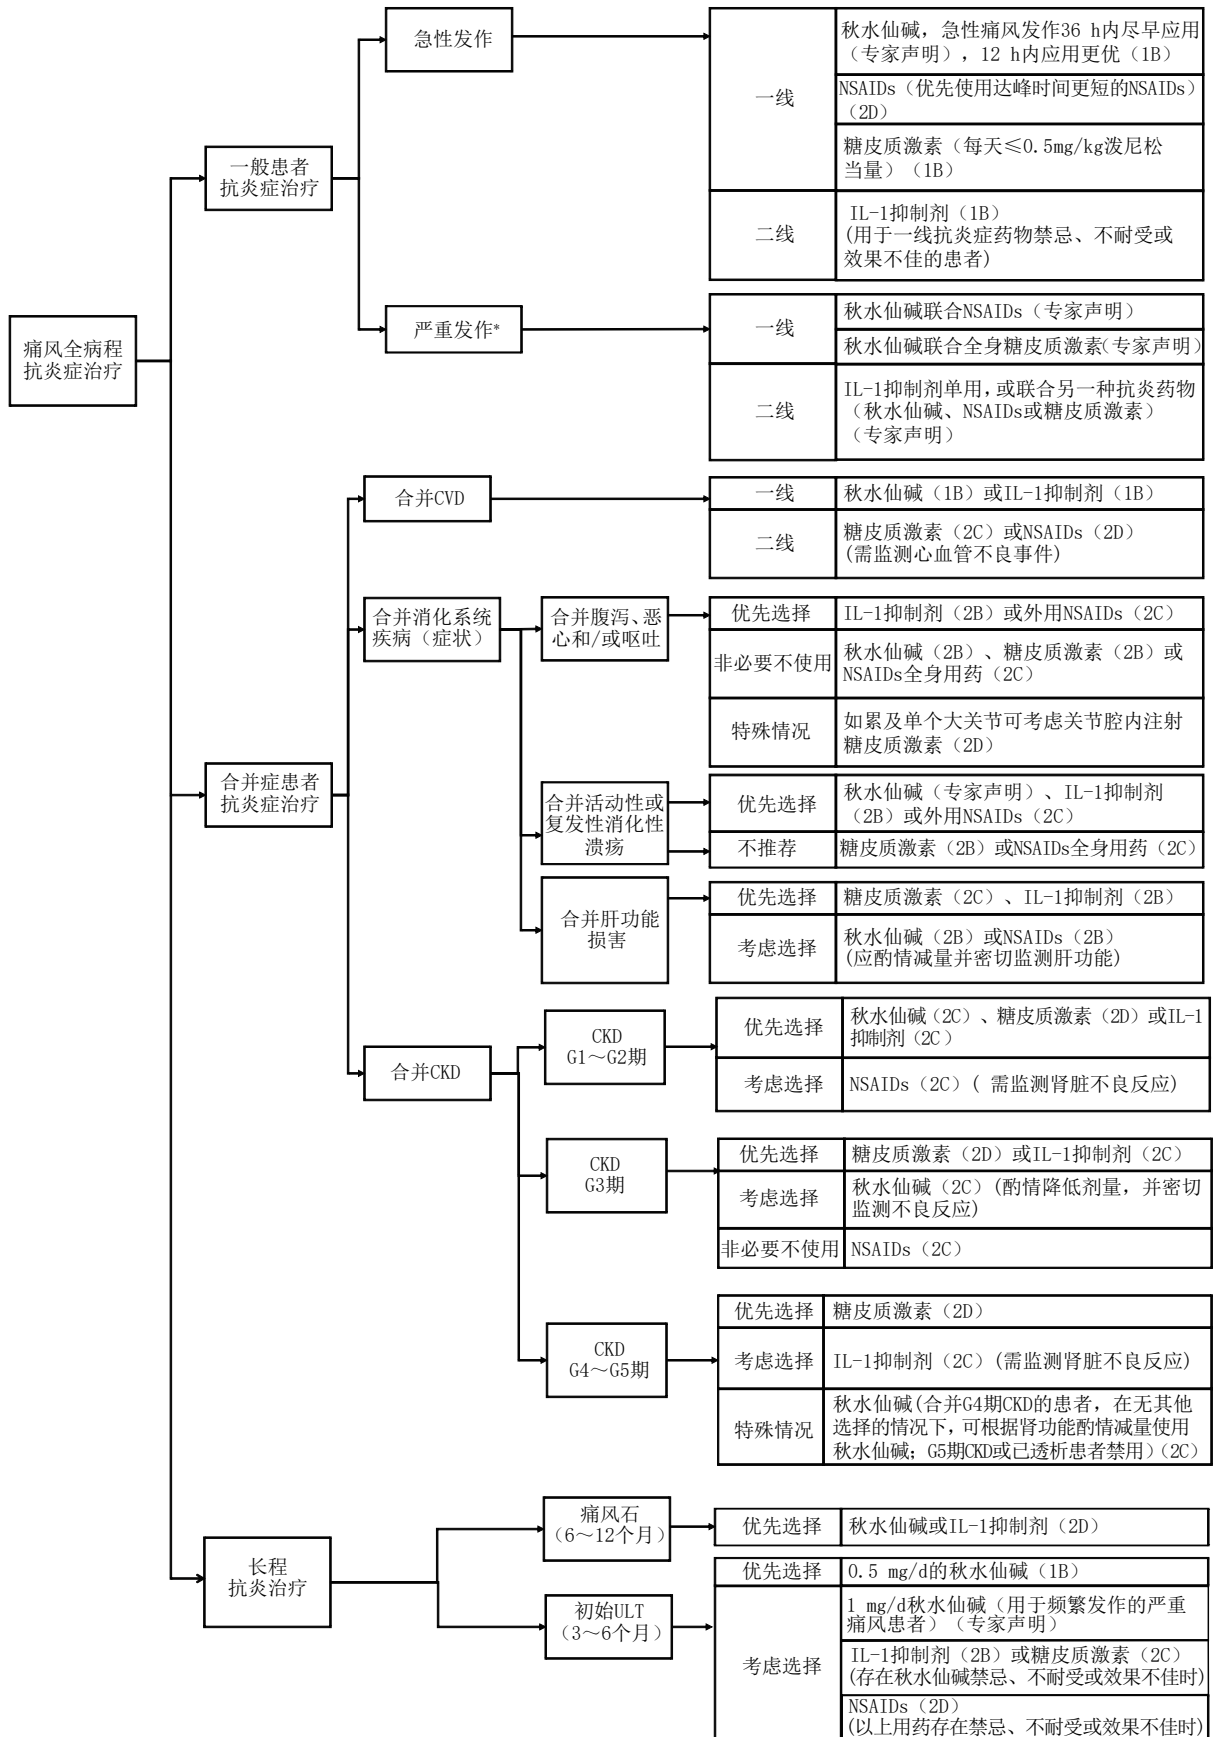 痛风全病程
抗炎症治疗
一般患者
抗炎症治疗
急性发作
一线
秋水仙碱，急性痛风发作36 h内尽早应用
（专家声明），12 h内应用更优（1B）
NSAIDs（优先使用达峰时间更短的NSAIDs）
（2D）
糖皮质激素（每天≤0.5mg/kg泼尼松
当量）（1B）
二线
IL-1抑制剂（1B）
(用于一线抗炎症药物禁忌、不耐受或
效果不佳的患者)
严重发作*
一线
秋水仙碱联合NSAIDs（专家声明）
秋水仙碱联合全身糖皮质激素(专家声明)
二线
IL-1抑制剂单用,或联合另一种抗炎药物
（秋水仙碱、NSAIDs或糖皮质激素）
（专家声明）
合并症患者
抗炎症治疗
合并CVD
一线
秋水仙碱（1B）或IL-1抑制剂（1B）
二线
糖皮质激素（2C）或NSAIDs（2D）
(需监测心血管不良事件)
合并消化系统
疾病（症状）
合并腹泻、恶
心和/或呕吐
优先选择
IL-1抑制剂（2B）或外用NSAIDs（2C）
非必要不使用
秋水仙碱（2B）、糖皮质激素（2B）或
NSAIDs全身用药（2C）
特殊情况
如累及单个大关节可考虑关节腔内注射
糖皮质激素（2D）
合并活动性或
复发性消化性
溃疡
优先选择
秋水仙碱（专家声明）、IL-1抑制剂
（2B）或外用NSAIDs（2C）
不推荐
糖皮质激素（2B）或NSAIDs全身用药（2C）
合并肝功能
损害
优先选择
糖皮质激素（2C）、IL-1抑制剂（2B）
考虑选择
秋水仙碱（2B）或NSAIDs（2B）
(应酌情减量并密切监测肝功能)
合并CKD
CKD
G1～G2期
优先选择
秋水仙碱（2C）、糖皮质激素（2D）或IL-1
抑制剂（2C）
考虑选择
NSAIDs（2C）( 需监测肾脏不良反应)
CKD
G3期
优先选择
糖皮质激素（2D）或IL-1抑制剂（2C）
考虑选择
秋水仙碱（2C）(酌情降低剂量，并密切
监测不良反应)
非必要不使用
NSAIDs（2C）
CKD
G4～G5期
优先选择
糖皮质激素（2D）
考虑选择
IL-1抑制剂（2C）(需监测肾脏不良反应)
特殊情况
秋水仙碱(合并G4期CKD的患者，在无其他
选择的情况下，可根据肾功能酌情减量使用
秋水仙碱；G5期CKD或已透析患者禁用)（2C）
长程
抗炎治疗
痛风石
（6～12个月）
优先选择
秋水仙碱或IL-1抑制剂（2D）
初始ULT
（3～6个月）
优先选择
0.5 mg/d的秋水仙碱（1B）
考虑选择
1 mg/d秋水仙碱（用于频繁发作的严重
痛风患者）（专家声明）
IL-1抑制剂（2B）或糖皮质激素（2C）
(存在秋水仙碱禁忌、不耐受或效果不佳时)
NSAIDs（2D）
(以上用药存在禁忌、不耐受或效果不佳时)